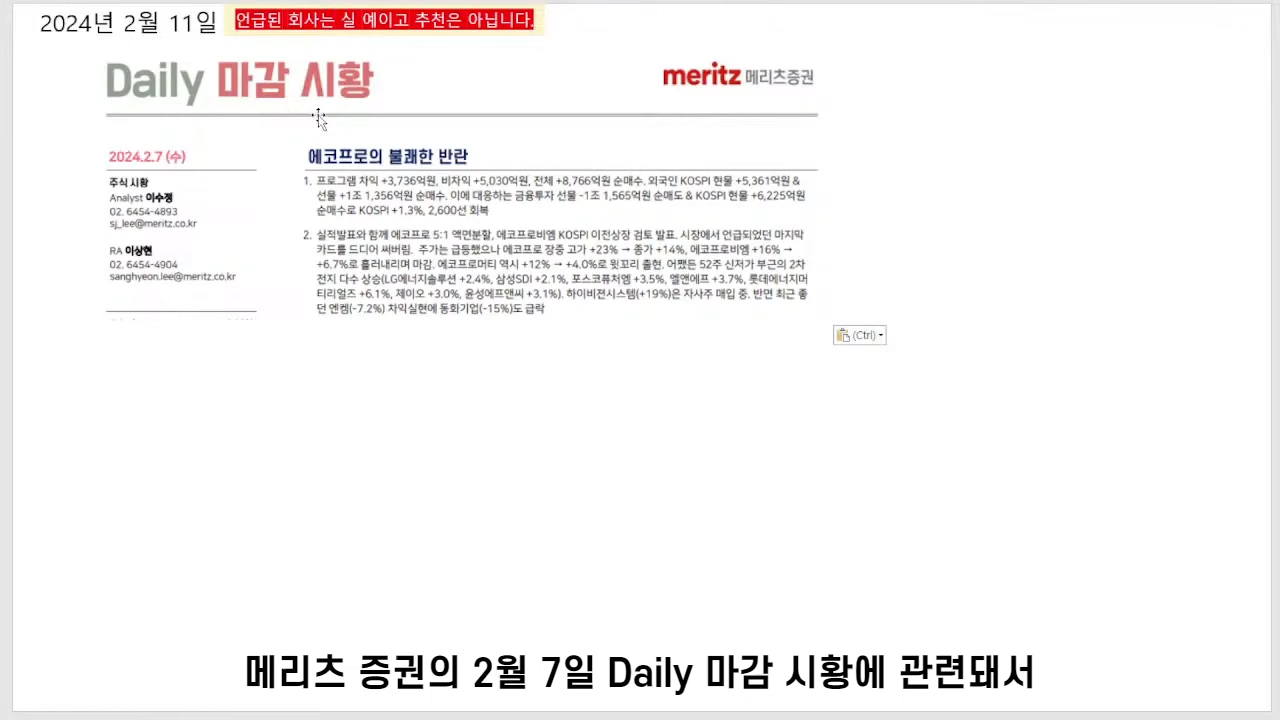 2024년 2월 11일
언급된 회사는 실 예이고 추천은 아닙니다.
Daily 마감 시황
meritz 메리츠증권
2024.2.7 (수)
주식 시황
Analyst 이수정
02. 6454-4893
sj_lee@meritz.co.kr
RA 이상현
02. 6454-4904
sanghyeon.lee@meritz.co.kr
에코프로의 불쾌한 반란
1. 프로그램 차익 +3,736억원, 비차익 +5,030억원, 전체 +8,766억원 순매수. 외국인 KOSPI 현물 +5,361억원 &
선물 +1조 1,356억원 순매수. 이에 대응하는 금융투자 선물 -1조 1,565억원 순매도 & KOSPI 현물 +6,225억원
순매수로 KOSPI +1.3%, 2,600선 회복
2. 실적발표와 함께 에코프로 5:1 액면분할, 에코프로비엠 KOSPI 이전상장 검토 발표. 시장에서 언급되었던 마지막
카드를 드디어 써버림. 주가는 급등했으나 에코프로 장중 고가 +23% → 종가 +14%, 에코프로비엠 +16% →
+6.7%로 흘러내리며 마감. 에코프로머티 역시 +12% → +4.0%로 윗꼬리 출현. 어쨌든 52주 신저가 부근의 2차
전지 다수 상승(LG에너지솔루션 +2.4%, 삼성SDI +2.1%, 포스코퓨처엠 +3.5%, 엘앤에프 +3.7%, 롯데에너지머
티리얼즈 +6.1%, 제이오 +3.0%, 윤성에프앤씨 +3.1%). 하이비젼시스템(+19%)은 자사주 매입 중. 반면 최근 좋
던 엔켐(-7.2%) 차익실현에 동화기업(-15%)도 급락
(Ctrl)
메리츠 증권의 2월 7일 Daily 마감 시황에 관련돼서